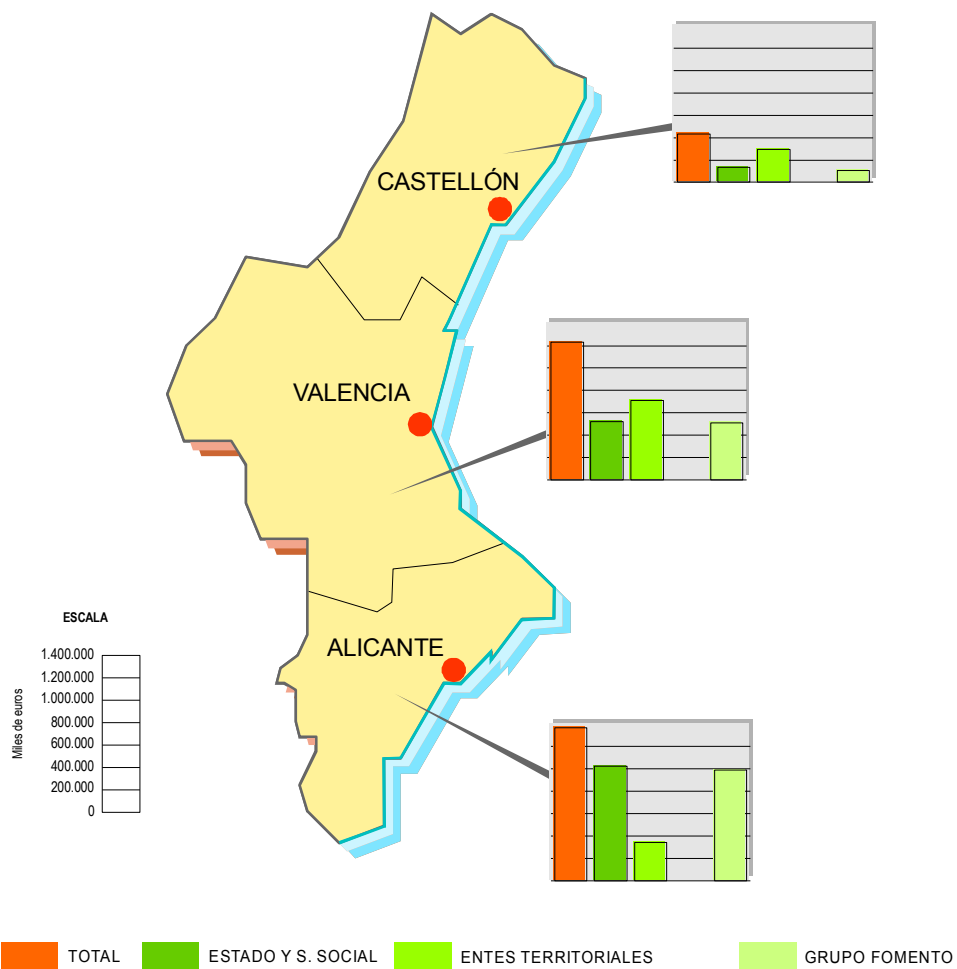 CASTELLÓN
VALENCIA
ALICANTE
ESCALA
Miles de euros
1.400.000
1.200.000
1.000.000
800.000
600.000
400.000
200.000
0
TOTAL
ESTADO Y S. SOCIAL
ENTES TERRITORIALES
GRUPO FOMENTO